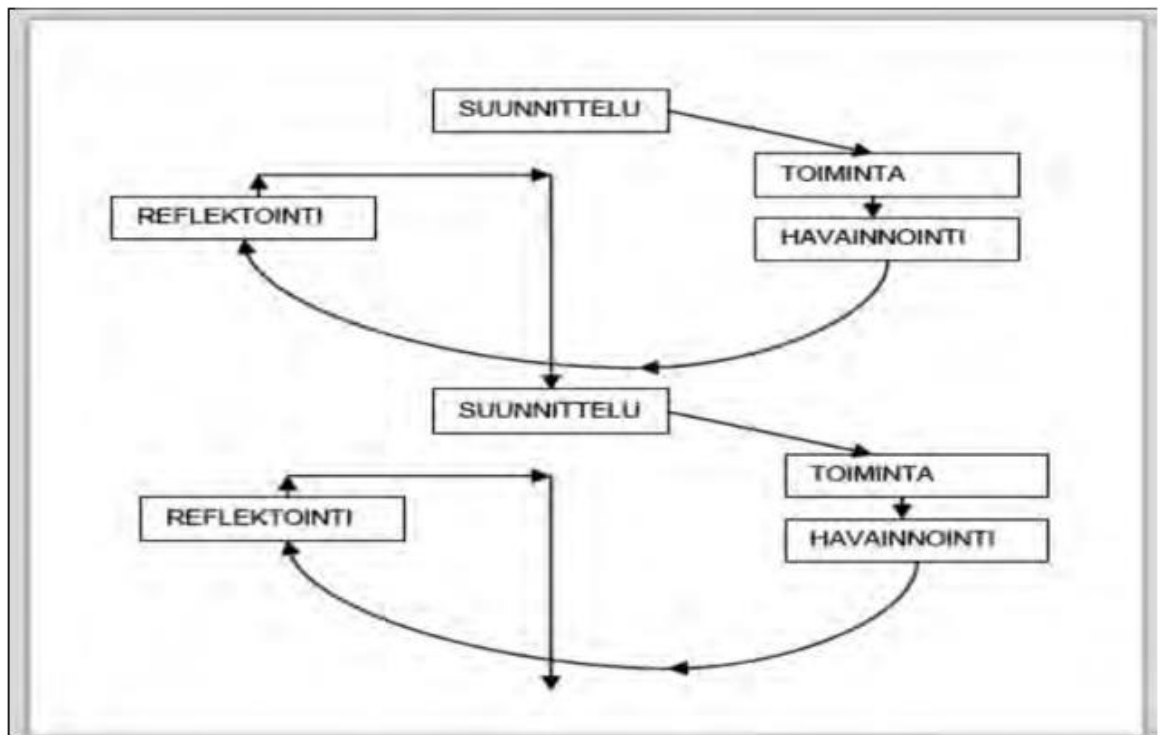 SUUNNITTELU
TOIMINTA
HAVAINNOINTI
REFLEKTOINTI
SUUNNITTELU
TOIMINTA
HAVAINNOINTI
REFLEKTOINTI